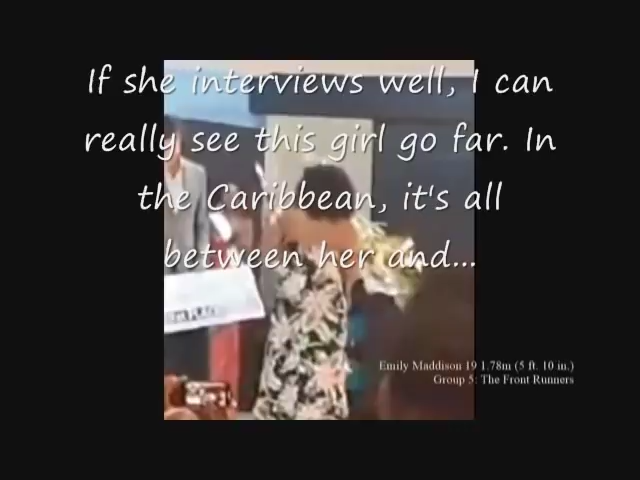 If she interviews well, I can
really see this girl go far. In
the Caribbean, it's all
between her and...
PLACE
Emily Maddison 19 1.78m (5 ft. 10 in.)
Group 5: The Front Runners